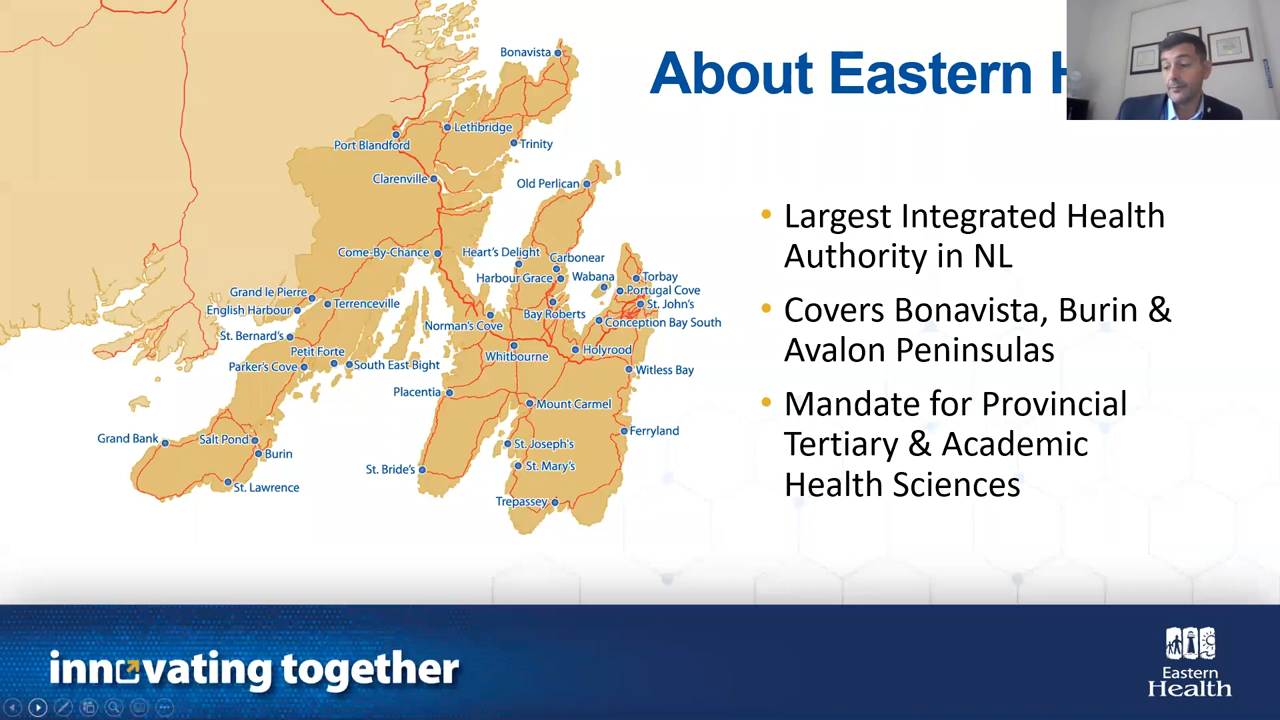 About Eastern H
Largest Integrated Health
Authority in NL
Covers Bonavista, Burin &
Avalon Peninsulas
Mandate for Provincial
Tertiary & Academic
Health Sciences
Bonavista
Lethbridge
Port Blandford
Trinity
Clarenville
Old Perlican
Come-By-Chance
Heart's Delight
Carbonear
Harbour Grace
Wabana
Torbay
Portugal Cove
St. John's
Grand le Pierre
Terrenceville
English Harbour
Norman's Cove
Bay Roberts
Conception Bay South
St. Bernard's
Petit Forte
Parker's Cove
South East Bight
Whitbourne
Holyrood
Witless Bay
Placentia
Mount Carmel
Grand Bank
Salt Pond
Burin
St. Joseph's
Ferryland
St. Bride's
St. Mary's
St. Lawrence
Trepassey
innovating together
Eastern
Health